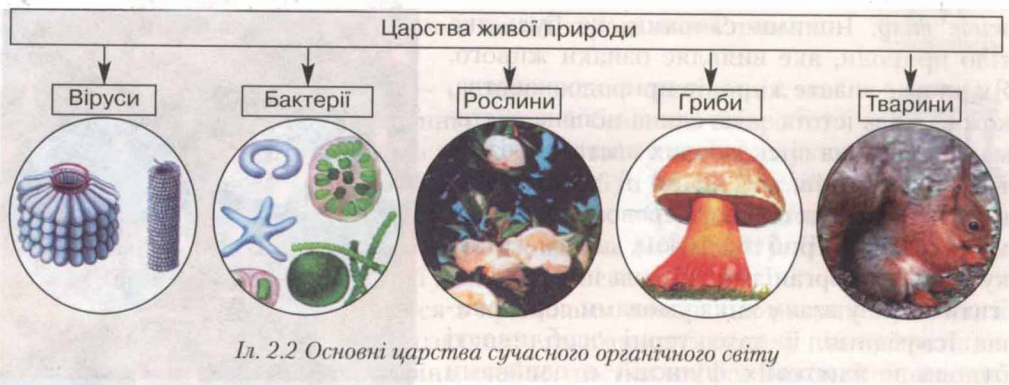 Царства живої природи
Віруси
Бактерії
Рослини
Гриби
Тварини
Іл. 2.2 Основні царства сучасного органічного світу